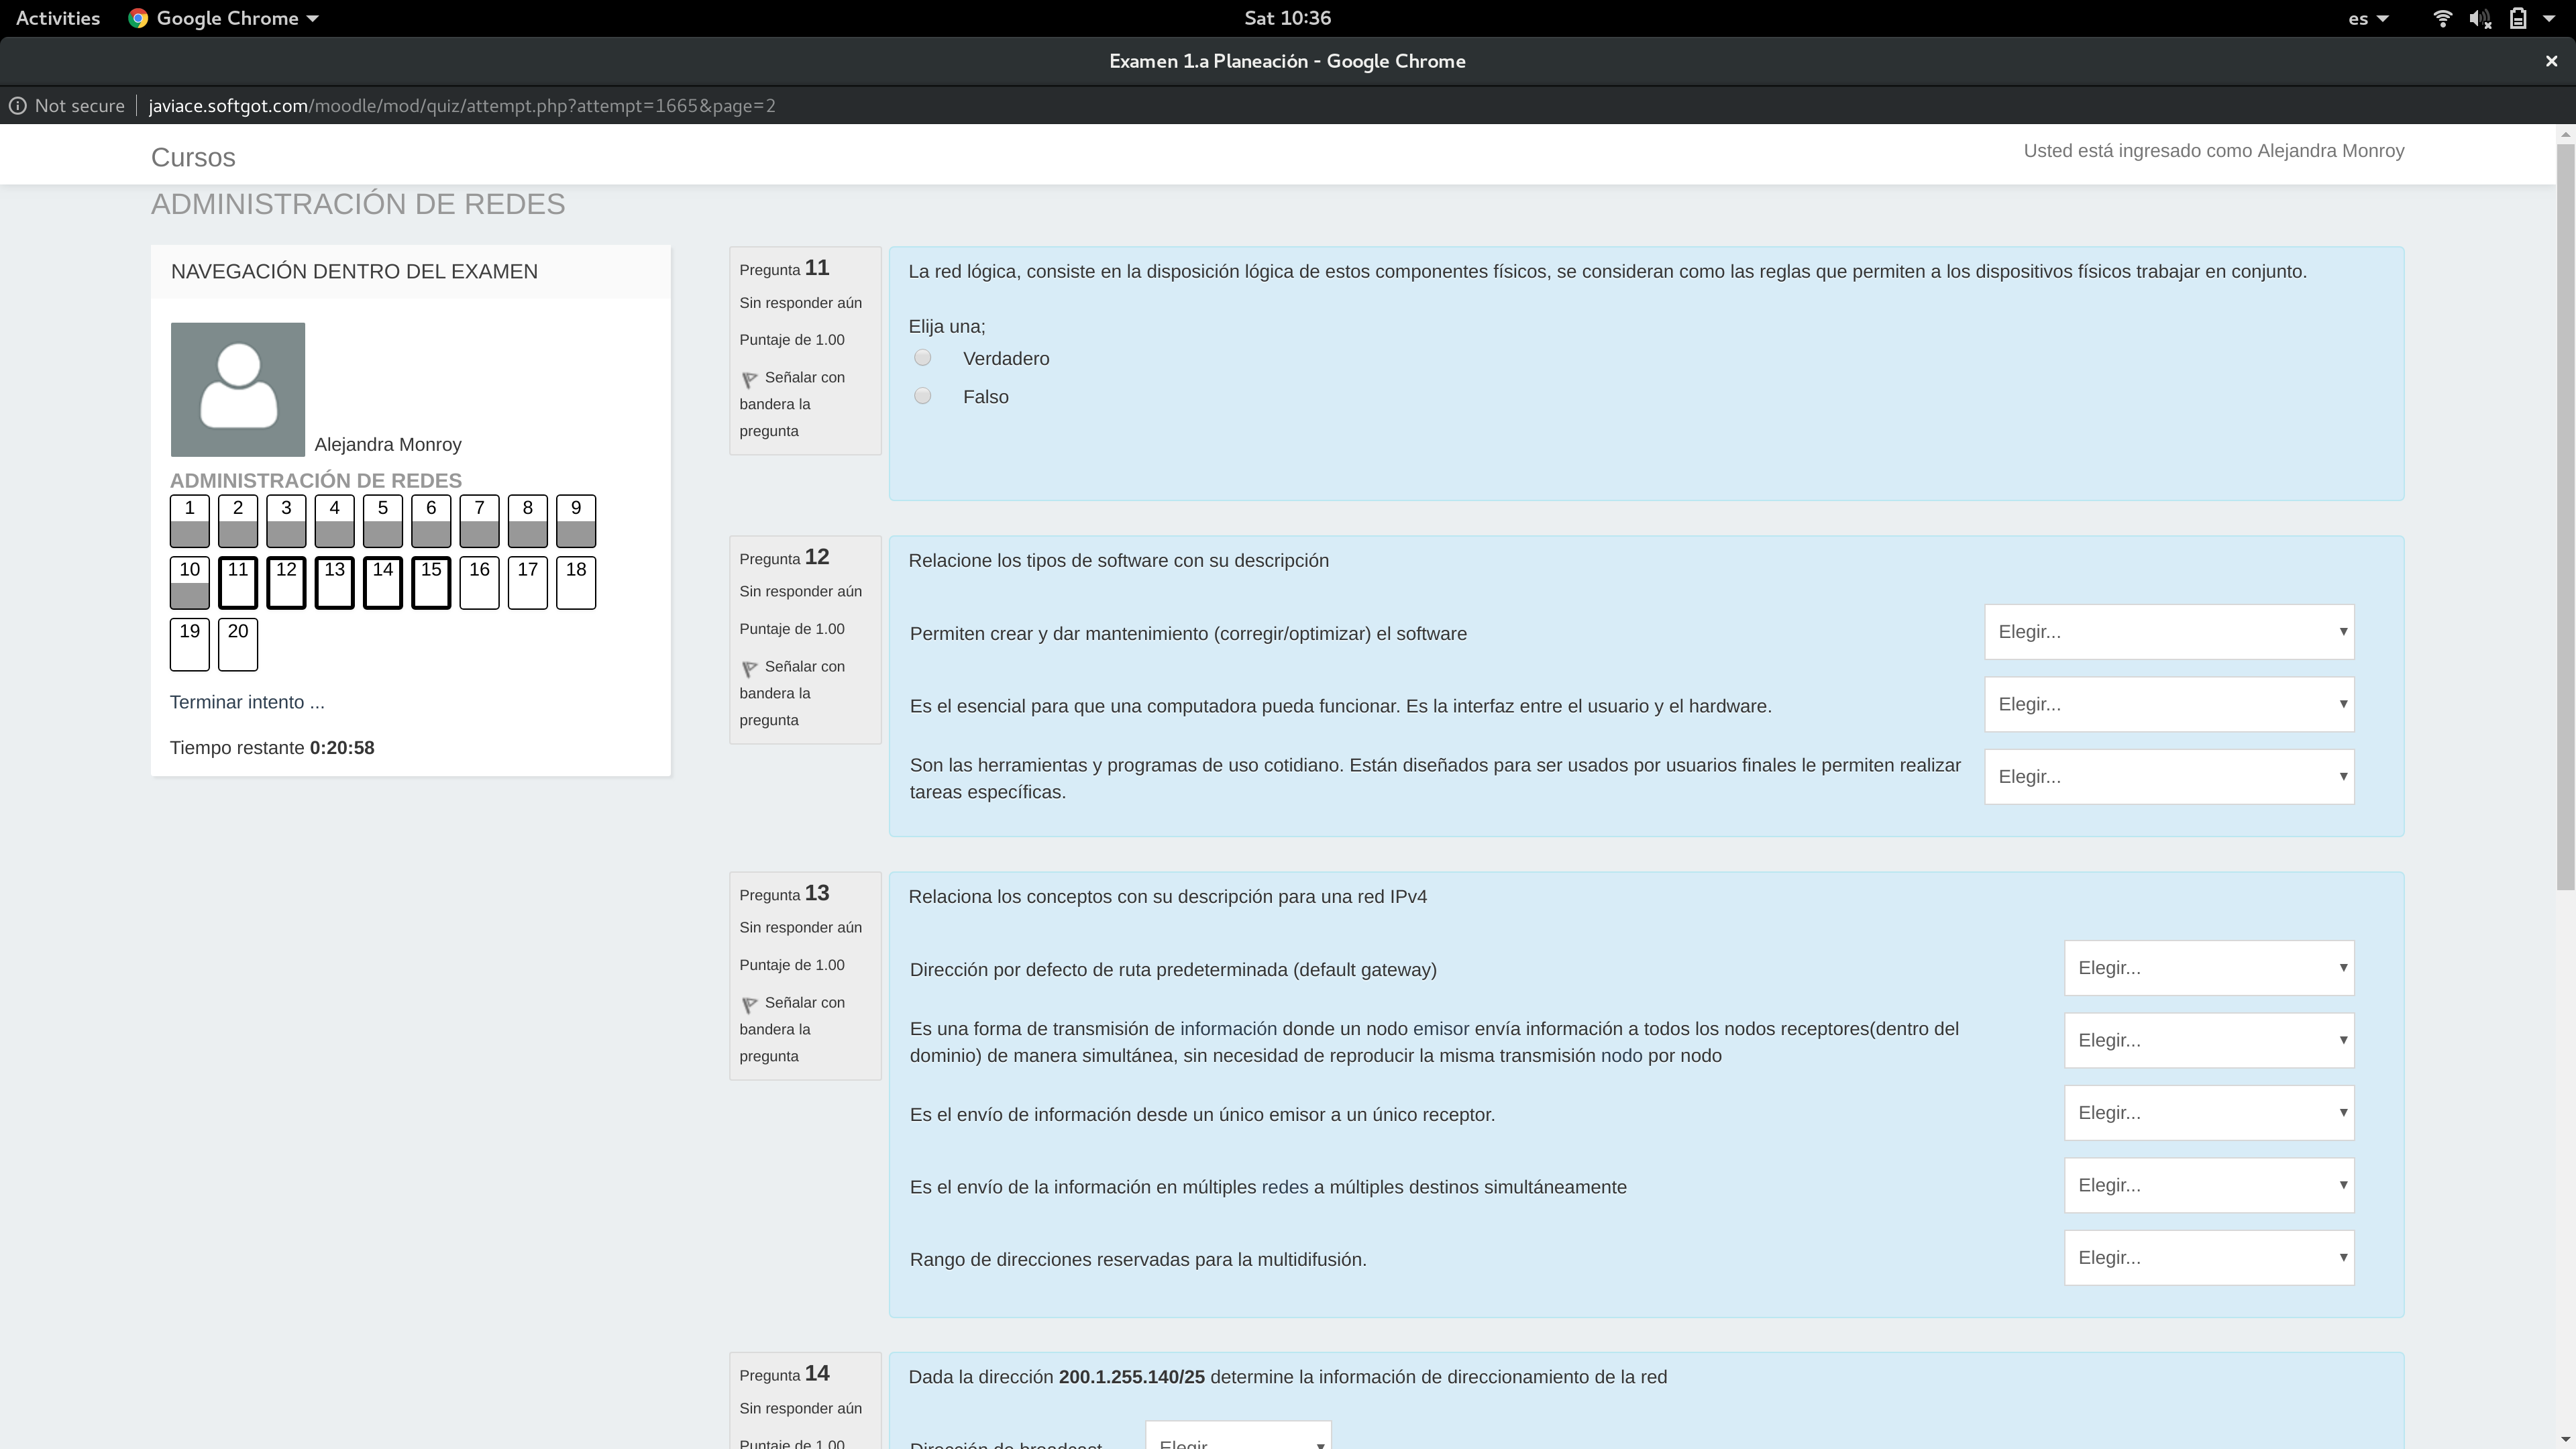 Activities
Google Chrome
Sat 10:36
es
Examen 1.a Planeación - Google Chrome
Not secure
javiace.softgot.com/moodle/mod/quiz/attempt.php?attempt=1665&page=2
Cursos
Usted está ingresado como Alejandra Monroy
ADMINISTRACIÓN DE REDES
NAVEGACIÓN DENTRO DEL EXAMEN
Alejandra Monroy
ADMINISTRACIÓN DE REDES
1 2 3 4 5 6 7 8 9
10 11 12 13 14 15 16 17 18
19 20
Terminar intento ...
Tiempo restante 0:20:58
Pregunta 11
Sin responder aún
Puntaje de 1.00
Señalar con
bandera la
pregunta
La red lógica, consiste en la disposición lógica de estos componentes físicos, se consideran como las reglas que permiten a los dispositivos físicos trabajar en conjunto.
Elija una;
Verdadero
Falso
Pregunta 12
Sin responder aún
Puntaje de 1.00
Señalar con
bandera la
pregunta
Relacione los tipos de software con su descripción
Permiten crear y dar mantenimiento (corregir/optimizar) el software
Elegir...
Es el esencial para que una computadora pueda funcionar. Es la interfaz entre el usuario y el hardware.
Elegir...
Son las herramientas y programas de uso cotidiano. Están diseñados para ser usados por usuarios finales le permiten realizar
tareas específicas.
Elegir...
Pregunta 13
Sin responder aún
Puntaje de 1.00
Señalar con
bandera la
pregunta
Relaciona los conceptos con su descripción para una red IPv4
Dirección por defecto de ruta predeterminada (default gateway)
Elegir...
Es una forma de transmisión de información donde un nodo emisor envía información a todos los nodos receptores(dentro del
dominio) de manera simultánea, sin necesidad de reproducir la misma transmisión nodo por nodo
Elegir...
Es el envío de información desde un único emisor a un único receptor.
Elegir...
Es el envío de la información en múltiples redes a múltiples destinos simultáneamente
Elegir...
Rango de direcciones reservadas para la multidifusión.
Elegir...
Pregunta 14
Sin responder aún
Puntaje de 1.00
Dada la dirección 200.1.255.140/25 determine la información de direccionamiento de la red
Dirección de broadcast
Elegir...